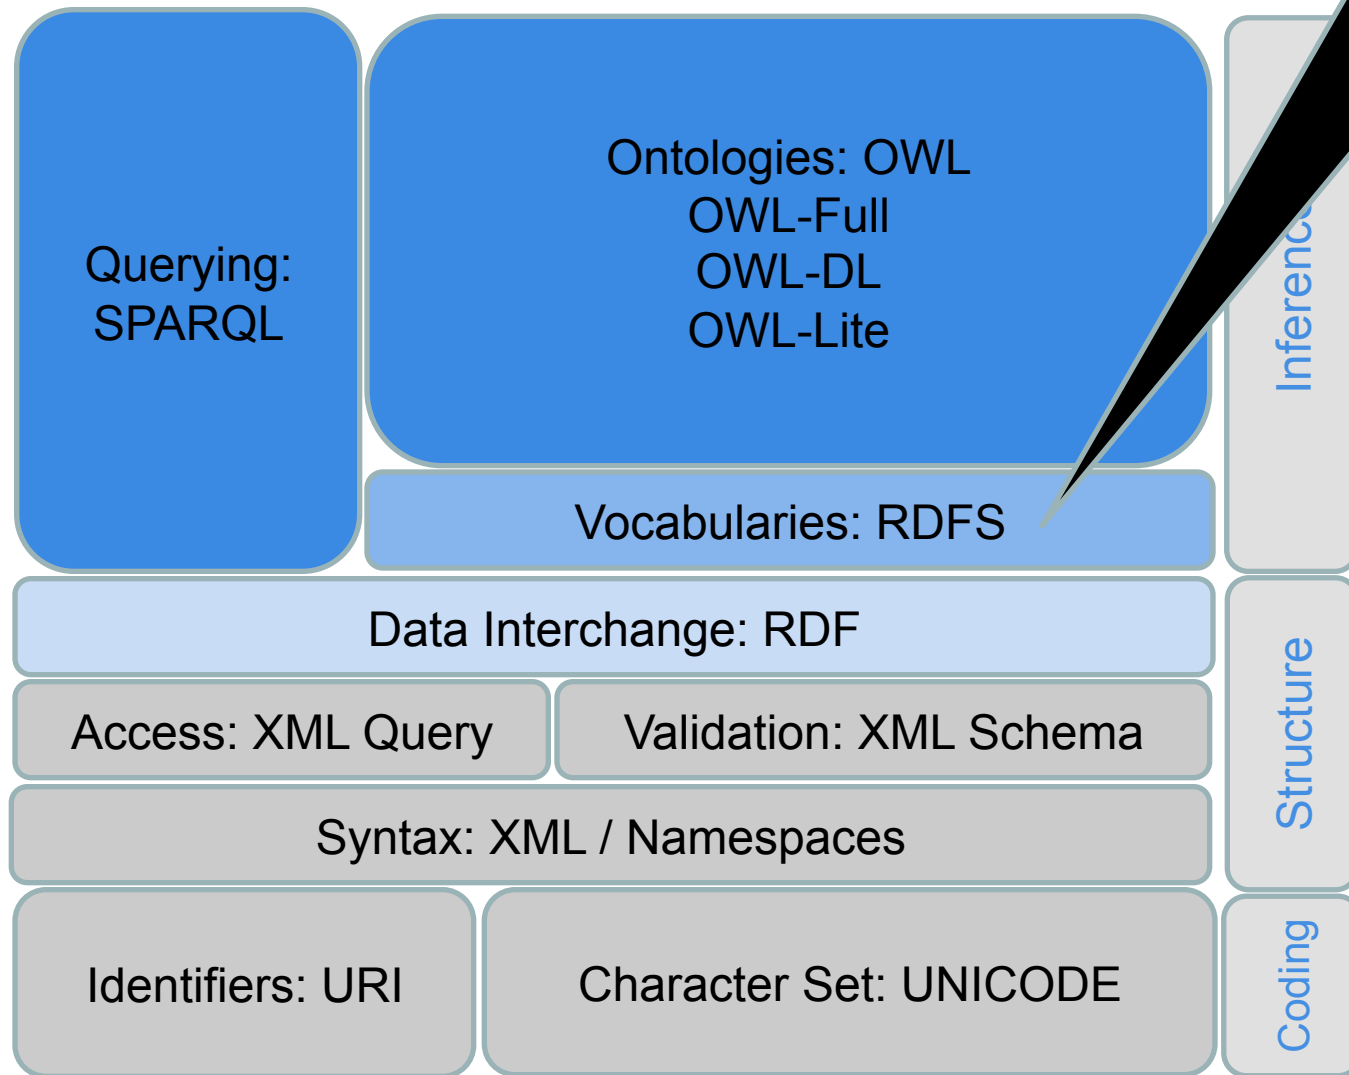 Ontologies: OWL
OWL-Full
OWL-DL
OWL-Lite
Querying:
SPARQL
Inference
Vocabularies: RDFS
Data Interchange: RDF
Access: XML Query
Validation: XML Schema
Structure
Syntax: XML / Namespaces
Identifiers: URI
Character Set: UNICODE
Coding